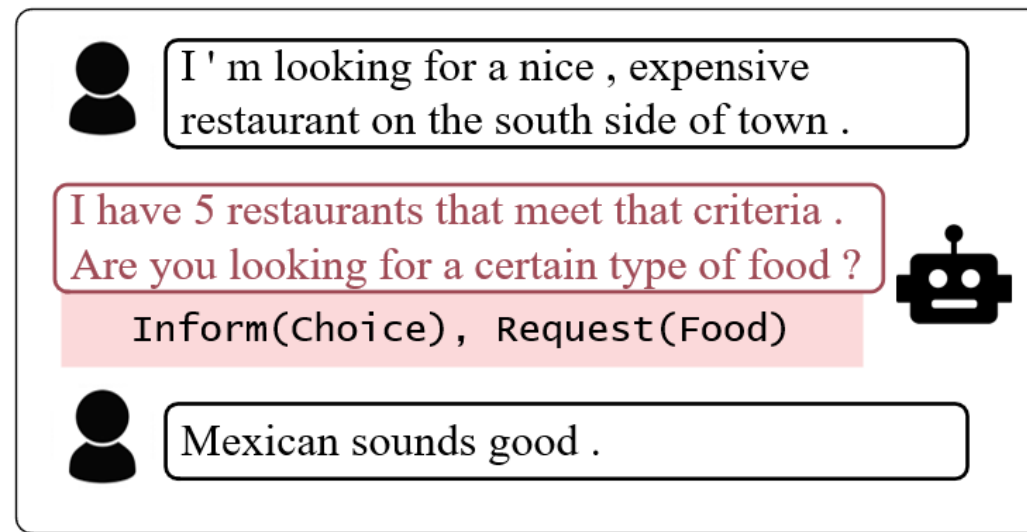 I ' m looking for a nice , expensive
restaurant on the south side of town .
I have 5 restaurants that meet that criteria .
Are you looking for a certain type of food ?
Inform(Choice), Request(Food)
Mexican sounds good .